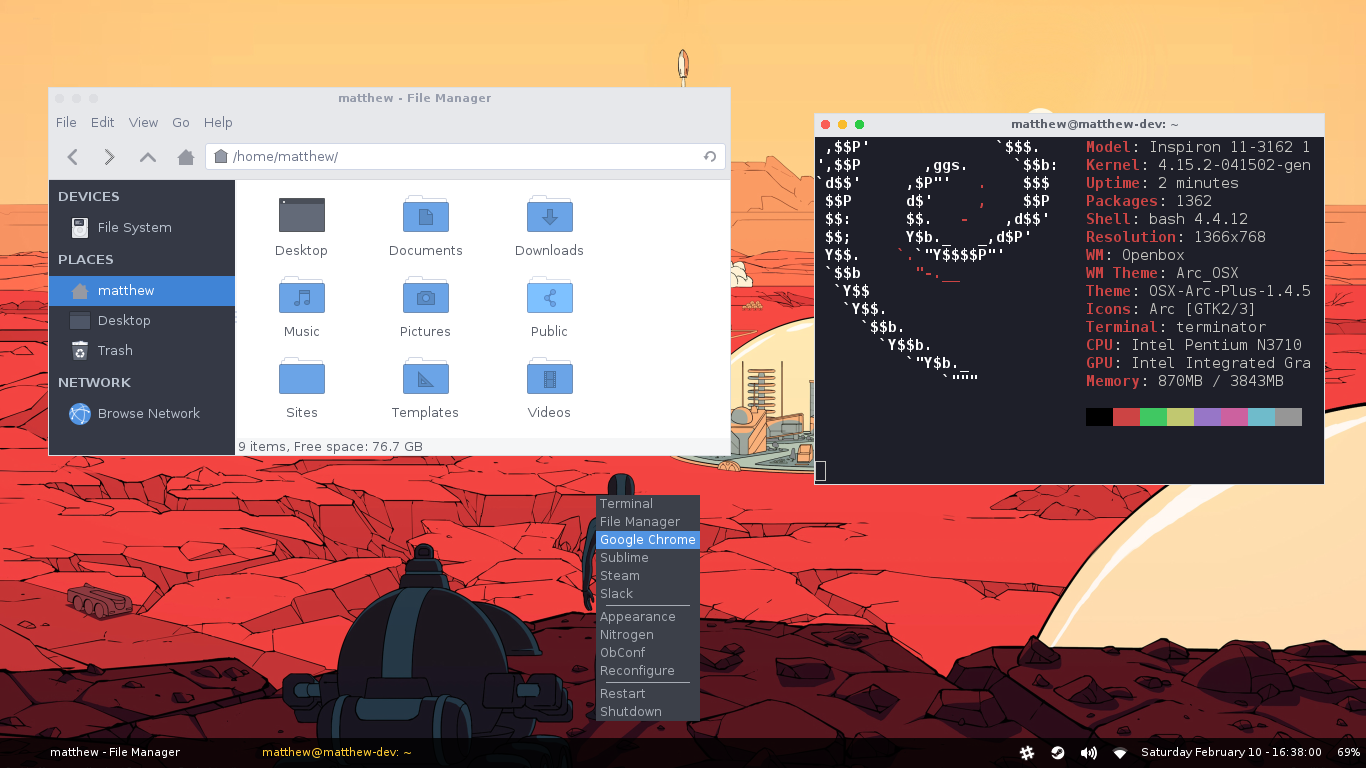 matthew - File Manager
File Edit View Go Help
/home/matthew/
DEVICES
File System
PLACES
matthew
Desktop
Trash
NETWORK
Browse Network
Desktop Documents Downloads
Music Pictures Public
Sites Templates Videos
9 items, Free space: 76.7 GB
matthew@matthew-dev: ~
Model: Inspiron 11-3162 1
Kernel: 4.15.2-041502-gen
Uptime: 2 minutes
Packages: 1362
Shell: bash 4.4.12
Resolution: 1366x768
WM: Openbox
WM Theme: Arc_OSX
Theme: OSX-Arc-Plus-1.4.5
Icons: Arc [GTK2/3]
Terminal: terminator
CPU: Intel Pentium N3710
GPU: Intel Integrated Gra
Memory: 870MB / 3843MB
Terminal
File Manager
Google Chrome
Sublime
Steam
Slack
Appearance
Nitrogen
ObConf
Reconfigure
Restart
Shutdown
matthew - File Manager matthew@matthew-dev: ~ Saturday February 10 - 16:38:00 69%